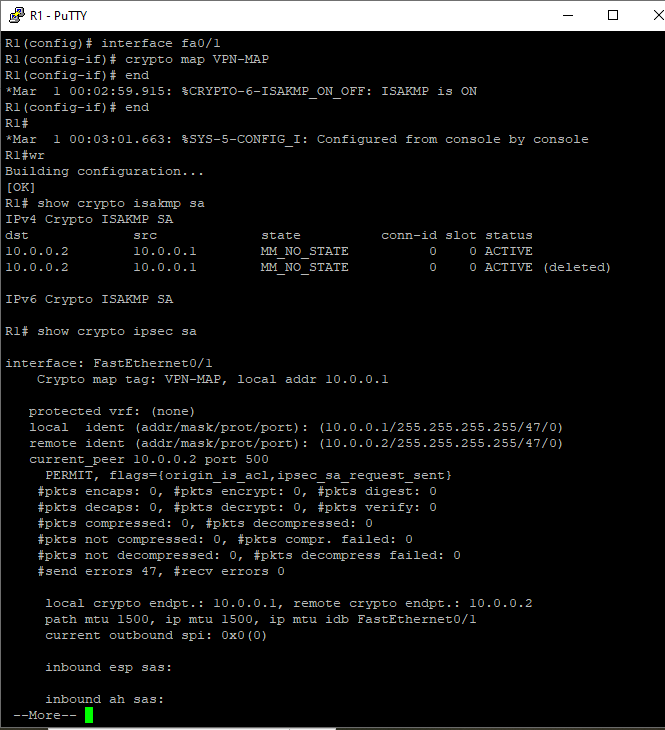 R1 - PuTTY
R1(config)# interface fa0/1
R1(config-if)# crypto map VPN-MAP
R1(config-if)# end
*Mar  1 00:02:59.915: %CRYPTO-6-ISAKMP_ON_OFF: ISAKMP is ON
R1(config-if)# end
R1#
*Mar  1 00:03:01.663: %SYS-5-CONFIG_I: Configured from console by console
R1#wr
Building configuration...
[OK]
R1# show crypto isakmp sa
IPv4 Crypto ISAKMP SA
dst             src             state          conn-id slot status
10.0.0.2        10.0.0.1        MM_NO_STATE          0    0 ACTIVE
10.0.0.2        10.0.0.1        MM_NO_STATE          0    0 ACTIVE (deleted)
IPv6 Crypto ISAKMP SA
R1# show crypto ipsec sa
interface: FastEthernet0/1
    Crypto map tag: VPN-MAP, local addr 10.0.0.1
   protected vrf: (none)
   local  ident (addr/mask/prot/port): (10.0.0.1/255.255.255.255/47/0)
   remote ident (addr/mask/prot/port): (10.0.0.2/255.255.255.255/47/0)
   current_peer 10.0.0.2 port 500
     PERMIT, flags={origin_is_acl,ipsec_sa_request_sent}
    #pkts encaps: 0, #pkts encrypt: 0, #pkts digest: 0
    #pkts decaps: 0, #pkts decrypt: 0, #pkts verify: 0
    #pkts compressed: 0, #pkts decompressed: 0
    #pkts not compressed: 0, #pkts compr. failed: 0
    #pkts not decompressed: 0, #pkts decompress failed: 0
    #send errors 47, #recv errors 0
     local crypto endpt.: 10.0.0.1, remote crypto endpt.: 10.0.0.2
     path mtu 1500, ip mtu 1500, ip mtu idb FastEthernet0/1
     current outbound spi: 0x0(0)
     inbound esp sas:
     inbound ah sas:
 --More--